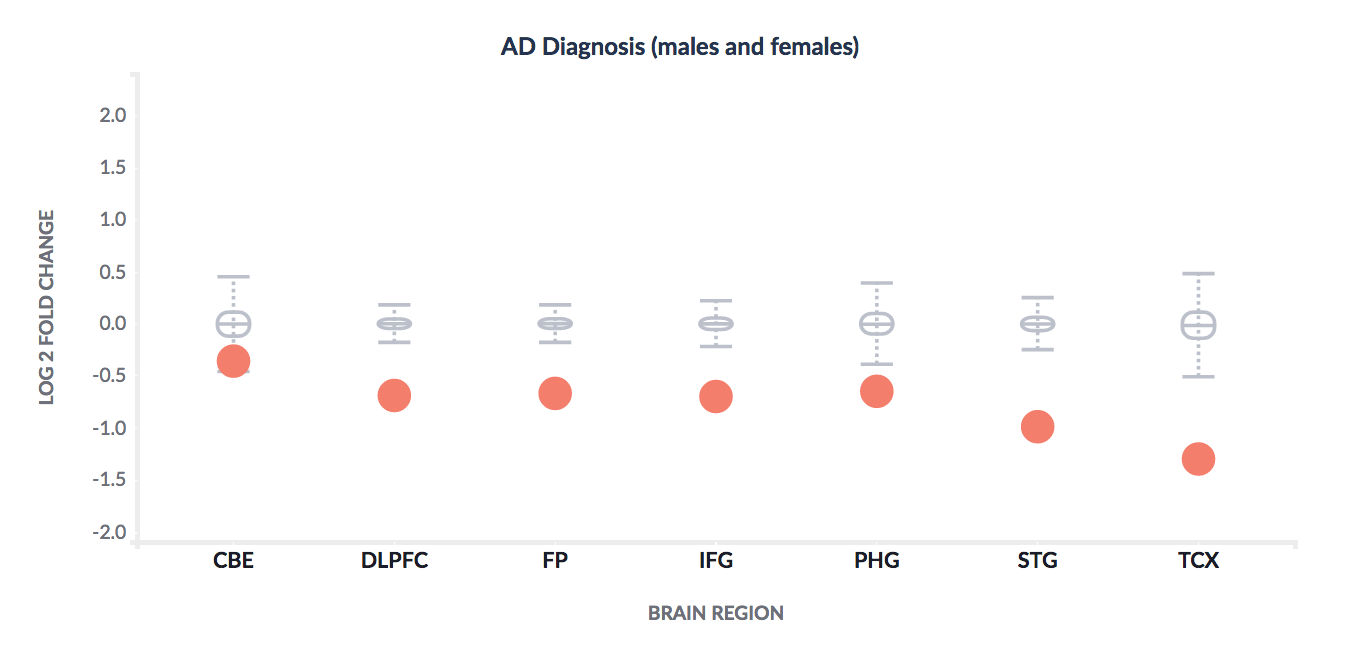 AD Diagnosis (males and females)
LOG 2 FOLD CHANGE
2.0
1.5
1.0
0.5
0.0
-0.5
-1.0
-1.5
-2.0
CBE DLPFC FP IFG PHG STG TCX
BRAIN REGION